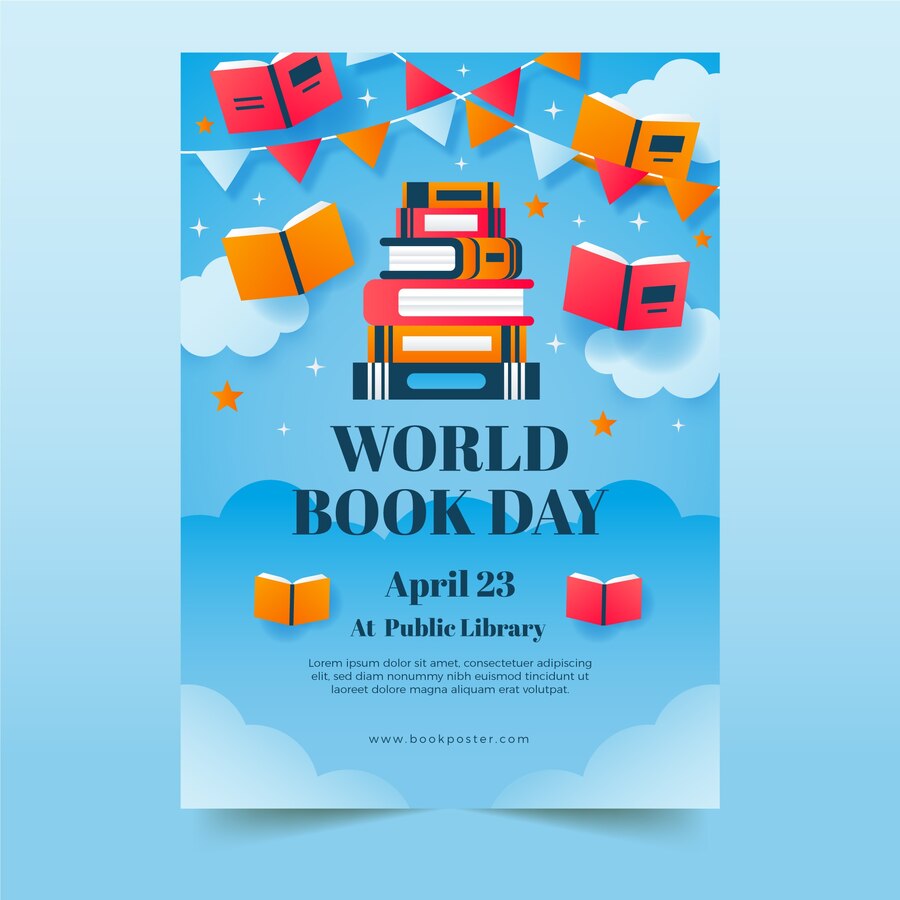 WORLD
BOOK DAY
April 23
At Public Library
Lorem ipsum dolor sit amet, consectetuer adipiscing
elit, sed diam nonummy nibh euismod tincidunt ut
laoreet dolore magna aliquam erat volutpat.
www.bookposter.com